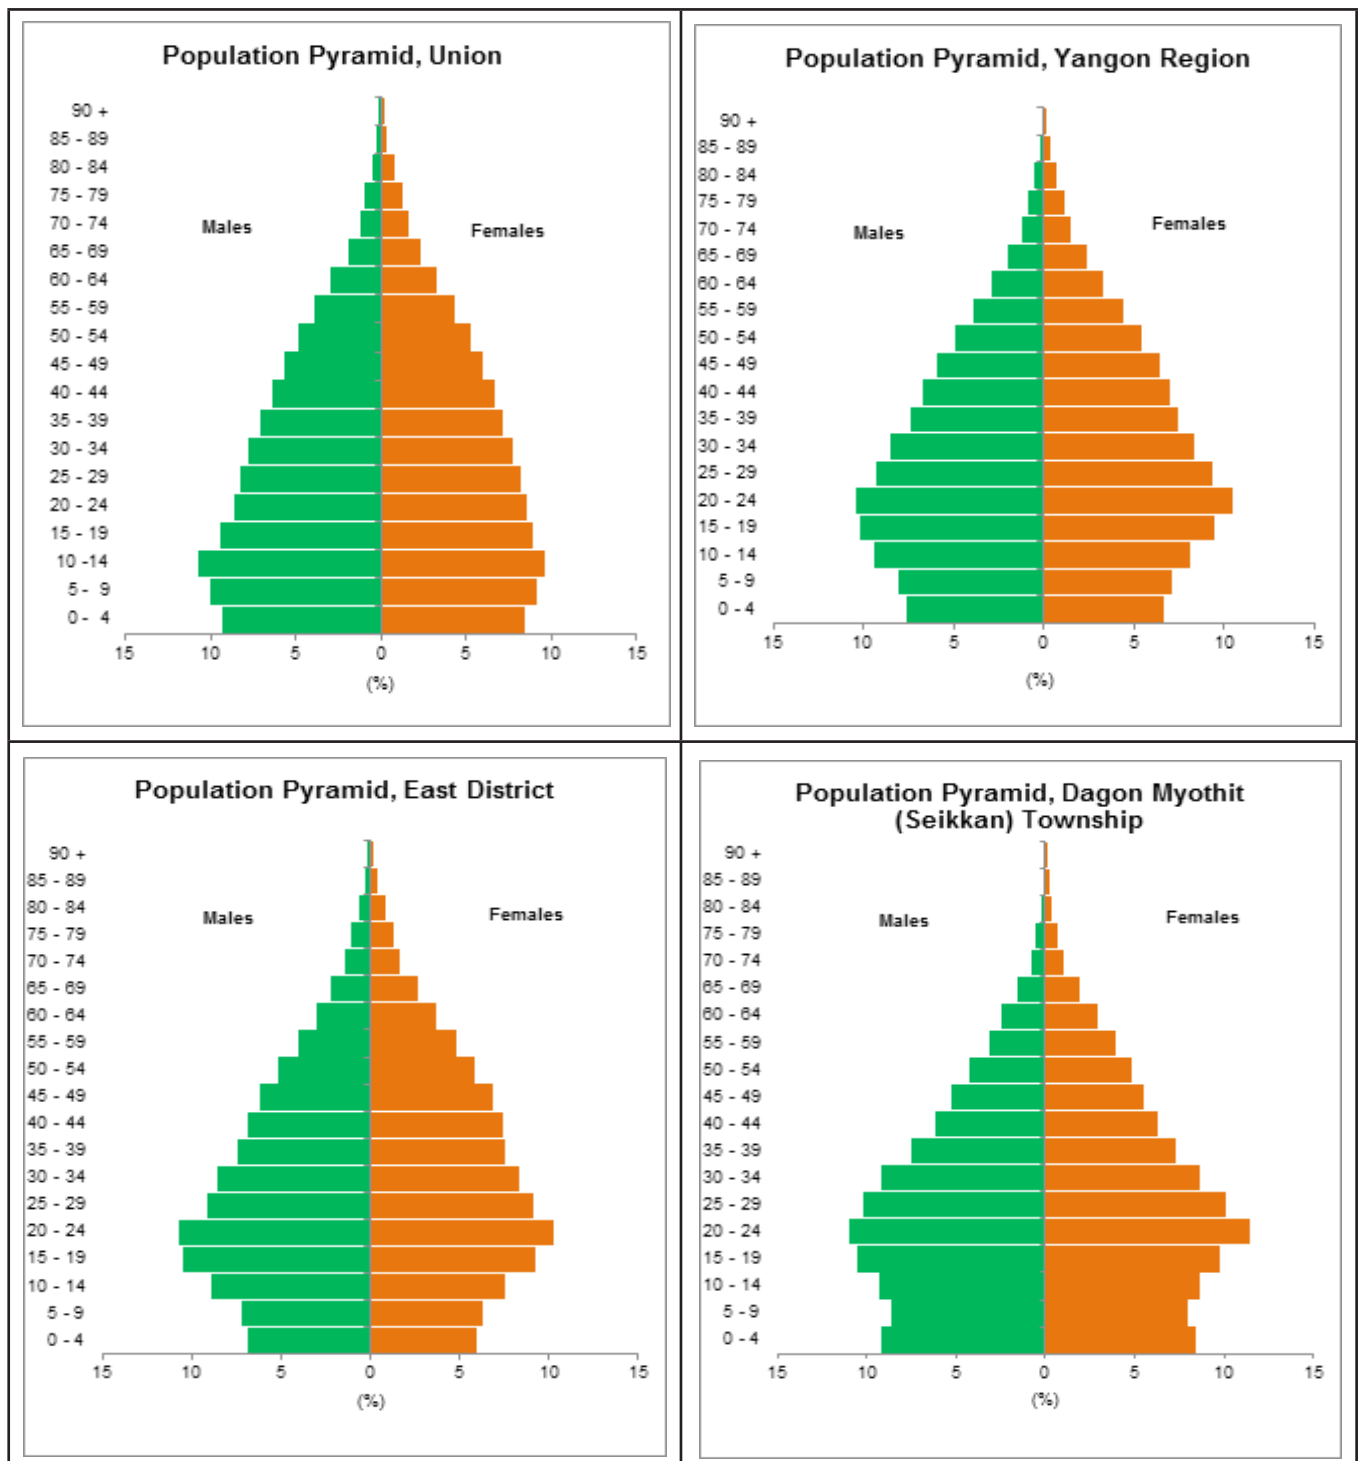 Population Pyramid, Union
90 +
85 - 89
80 - 84
75 - 79
70 - 74
65 - 69
60 - 64
55 - 59
50 - 54
45 - 49
40 - 44
35 - 39
30 - 34
25 - 29
20 - 24
15 - 19
10 -14
5 - 9
0 - 4
Males
Females
15 10 5 0 5 10 15
(%)
Population Pyramid, Yangon Region
90 +
85 - 89
80 - 84
75 - 79
70 - 74
65 - 69
60 - 64
55 - 59
50 - 54
45 - 49
40 - 44
35 - 39
30 - 34
25 - 29
20 - 24
15 - 19
10 - 14
5 - 9
0 - 4
Males
Females
15 10 5 0 5 10 15
(%)
Population Pyramid, East District
90 +
85 - 89
80 - 84
75 - 79
70 - 74
65 - 69
60 - 64
55 - 59
50 - 54
45 - 49
40 - 44
35 - 39
30 - 34
25 - 29
20 - 24
15 - 19
10 - 14
5 - 9
0 - 4
Males
Females
15 10 5 0 5 10 15
(%)
Population Pyramid, Dagon Myothit
(Seikkan) Township
90 +
85 - 89
80 - 84
75 - 79
70 - 74
65 - 69
60 - 64
55 - 59
50 - 54
45 - 49
40 - 44
35 - 39
30 - 34
25 - 29
20 - 24
15 - 19
10 - 14
5 - 9
0 - 4
Males
Females
15 10 5 0 5 10 15
(%)